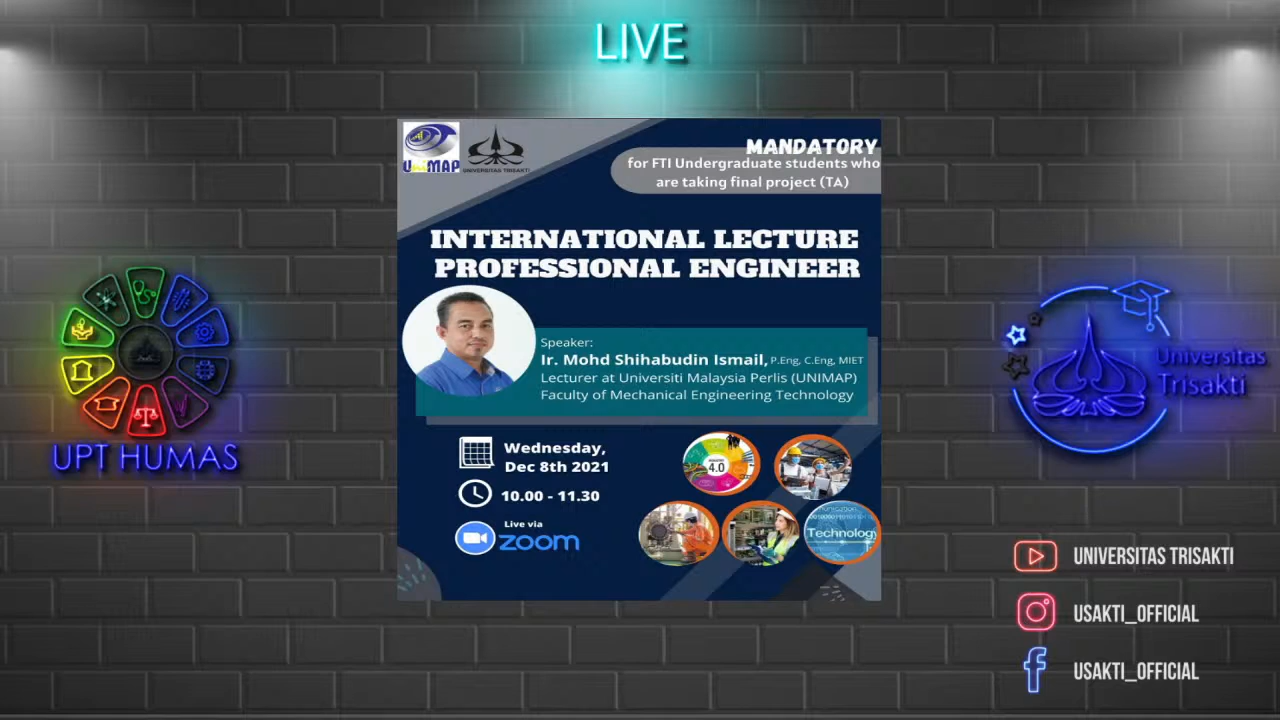 LIVE
UniMAP
UNIVERSITAS TRISAKTI
MANDATORY
for FTI Undergraduate students who
are taking final project (TA)
INTERNATIONAL LECTURE
PROFESSIONAL ENGINEER
Speaker:
Ir. Mohd Shihabudin Ismail, P.Eng, C.Eng, MIET
Lecturer at Universiti Malaysia Perlis (UNIMAP)
Faculty of Mechanical Engineering Technology
Wednesday,
Dec 8th 2021
10.00 - 11.30
Live via
zoom
4.0
Technology
UPT HUMAS
Universitas
Trisakti
UNIVERSITAS TRISAKTI
USAKTI_OFFICIAL
USAKTI_OFFICIAL